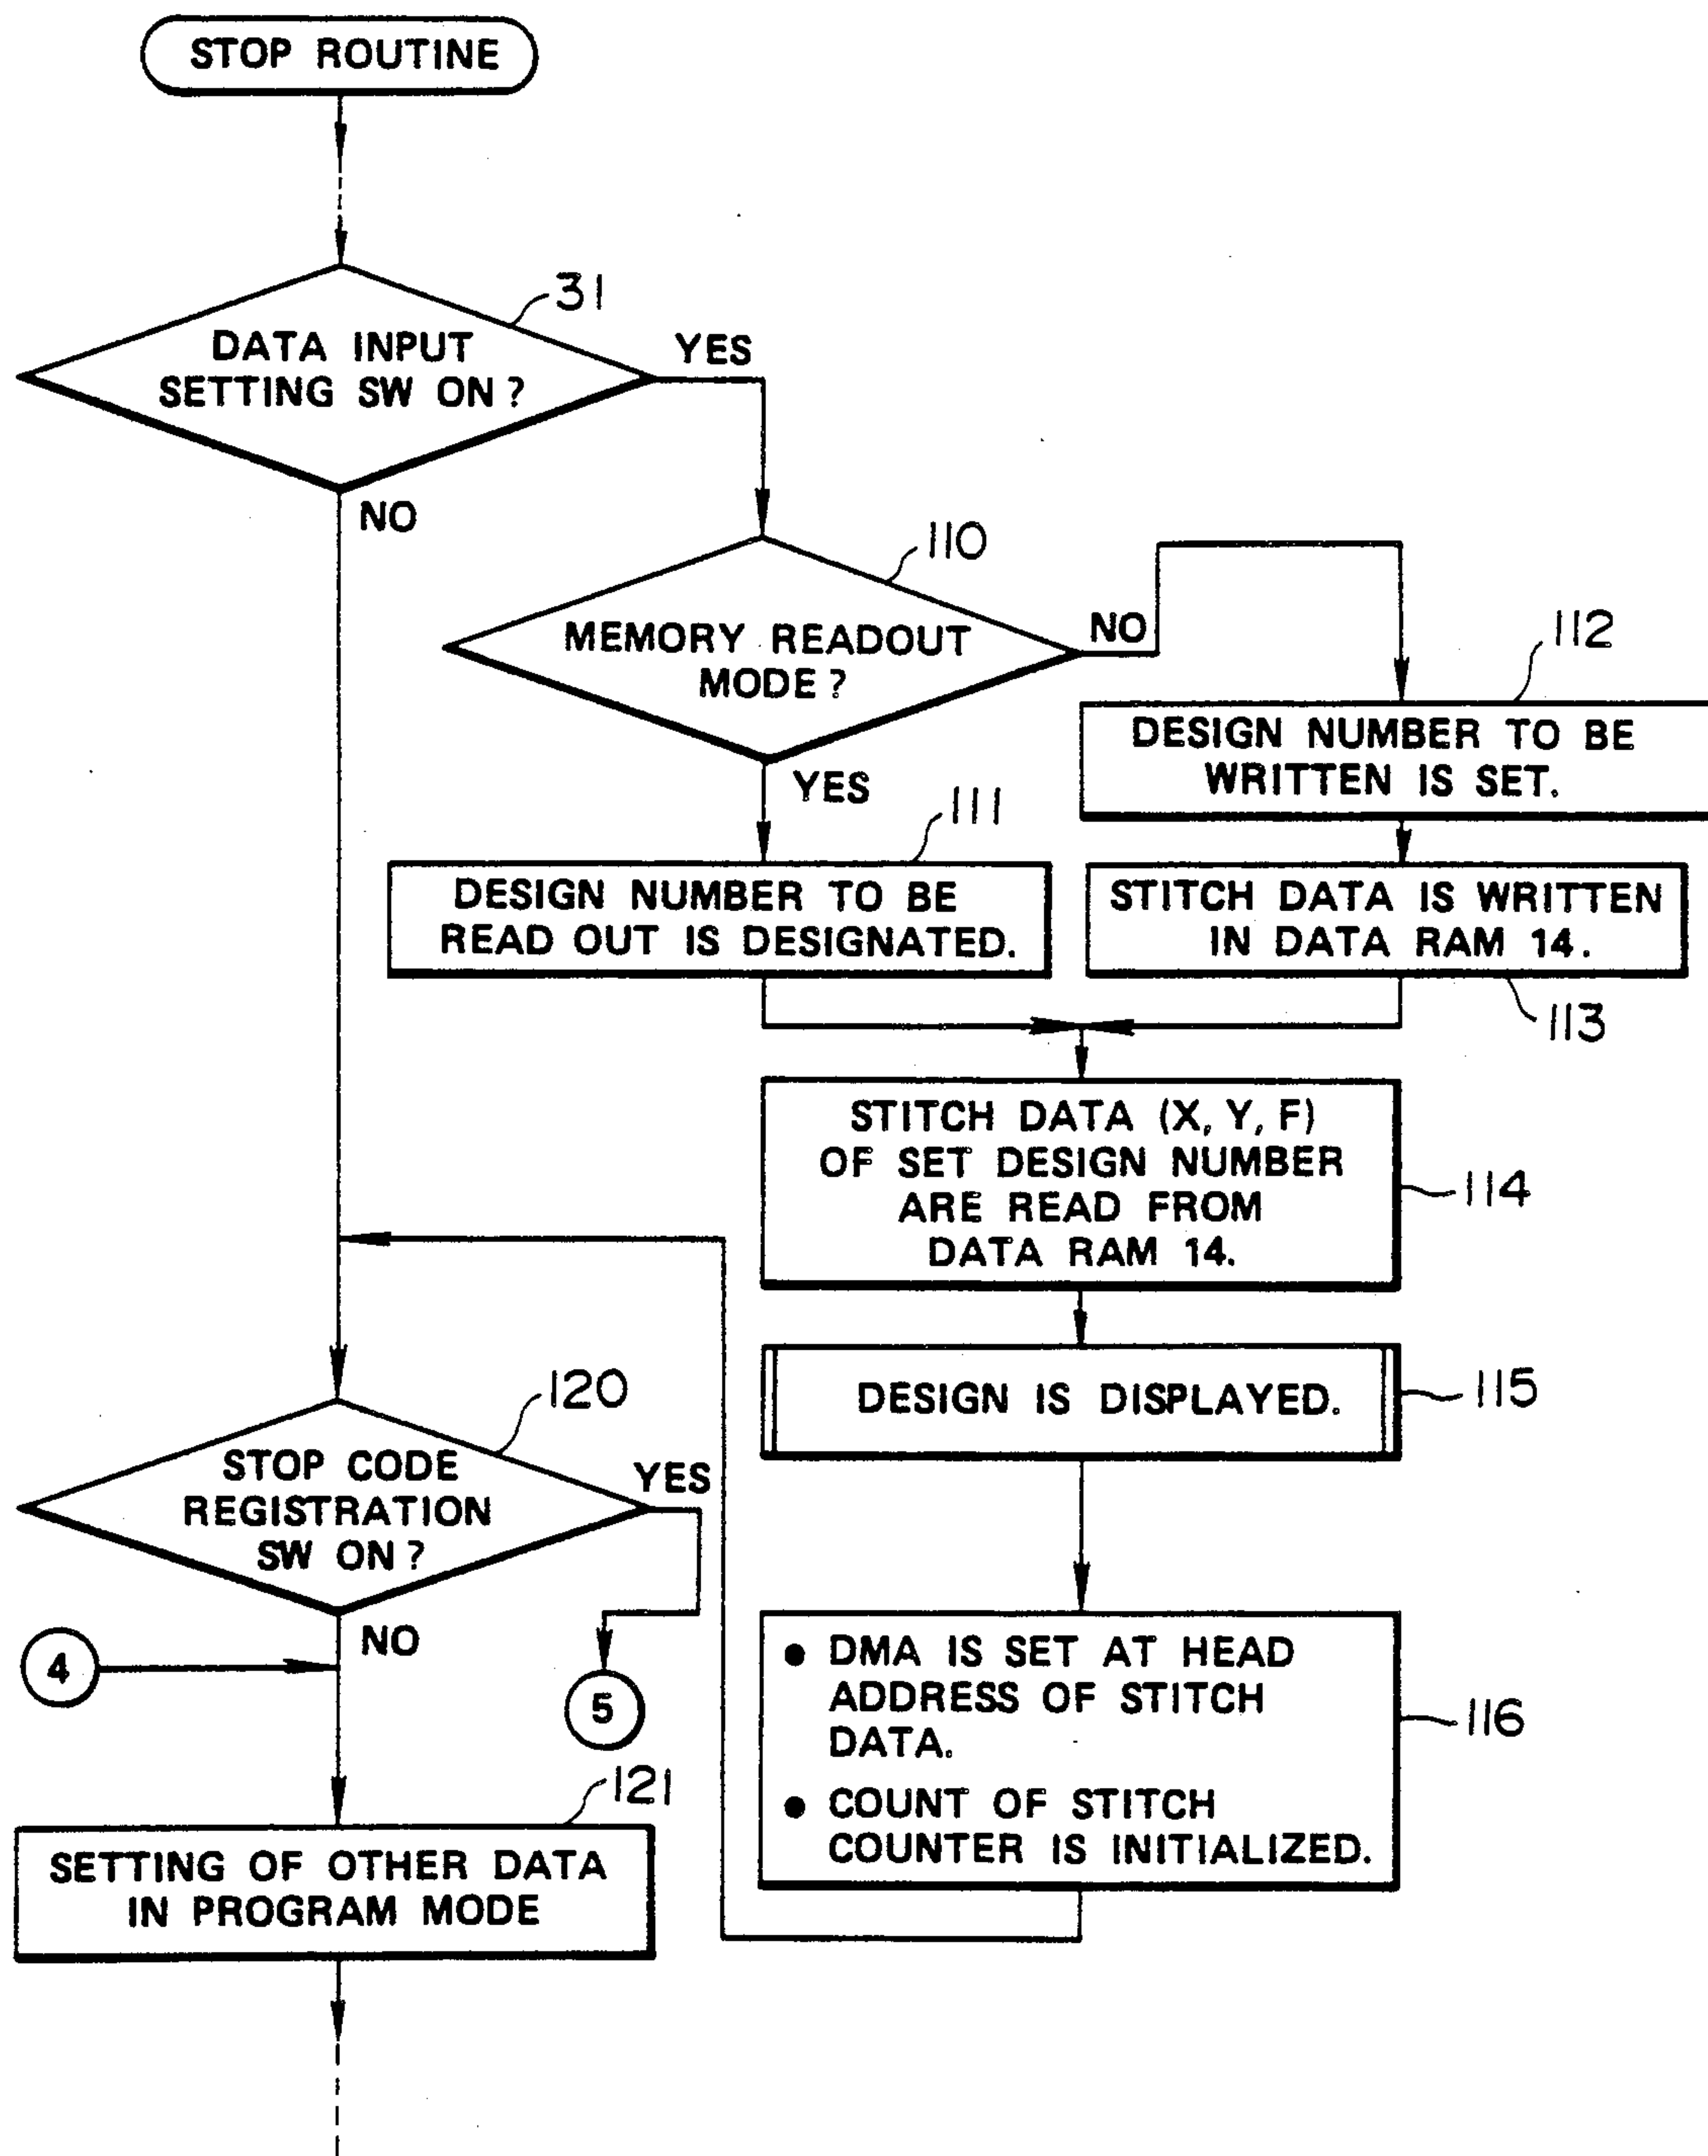 STOP ROUTINE
31
DATA INPUT
SETTING SW ON?
YES
NO
110
MEMORY READOUT
MODE?
NO
YES
112
DESIGN NUMBER TO BE
WRITTEN IS SET.
111
DESIGN NUMBER TO BE
READ OUT IS DESIGNATED.
STITCH DATA IS WRITTEN
IN DATA RAM 14.
113
STITCH DATA (X, Y, F)
OF SET DESIGN NUMBER
ARE READ FROM
DATA RAM 14.
114
DESIGN IS DISPLAYED.
115
120
STOP CODE
REGISTRATION
SW ON?
YES
NO
4
5
● DMA IS SET AT HEAD
ADDRESS OF STITCH
DATA.
● COUNT OF STITCH
COUNTER IS INITIALIZED.
116
121
SETTING OF OTHER DATA
IN PROGRAM MODE